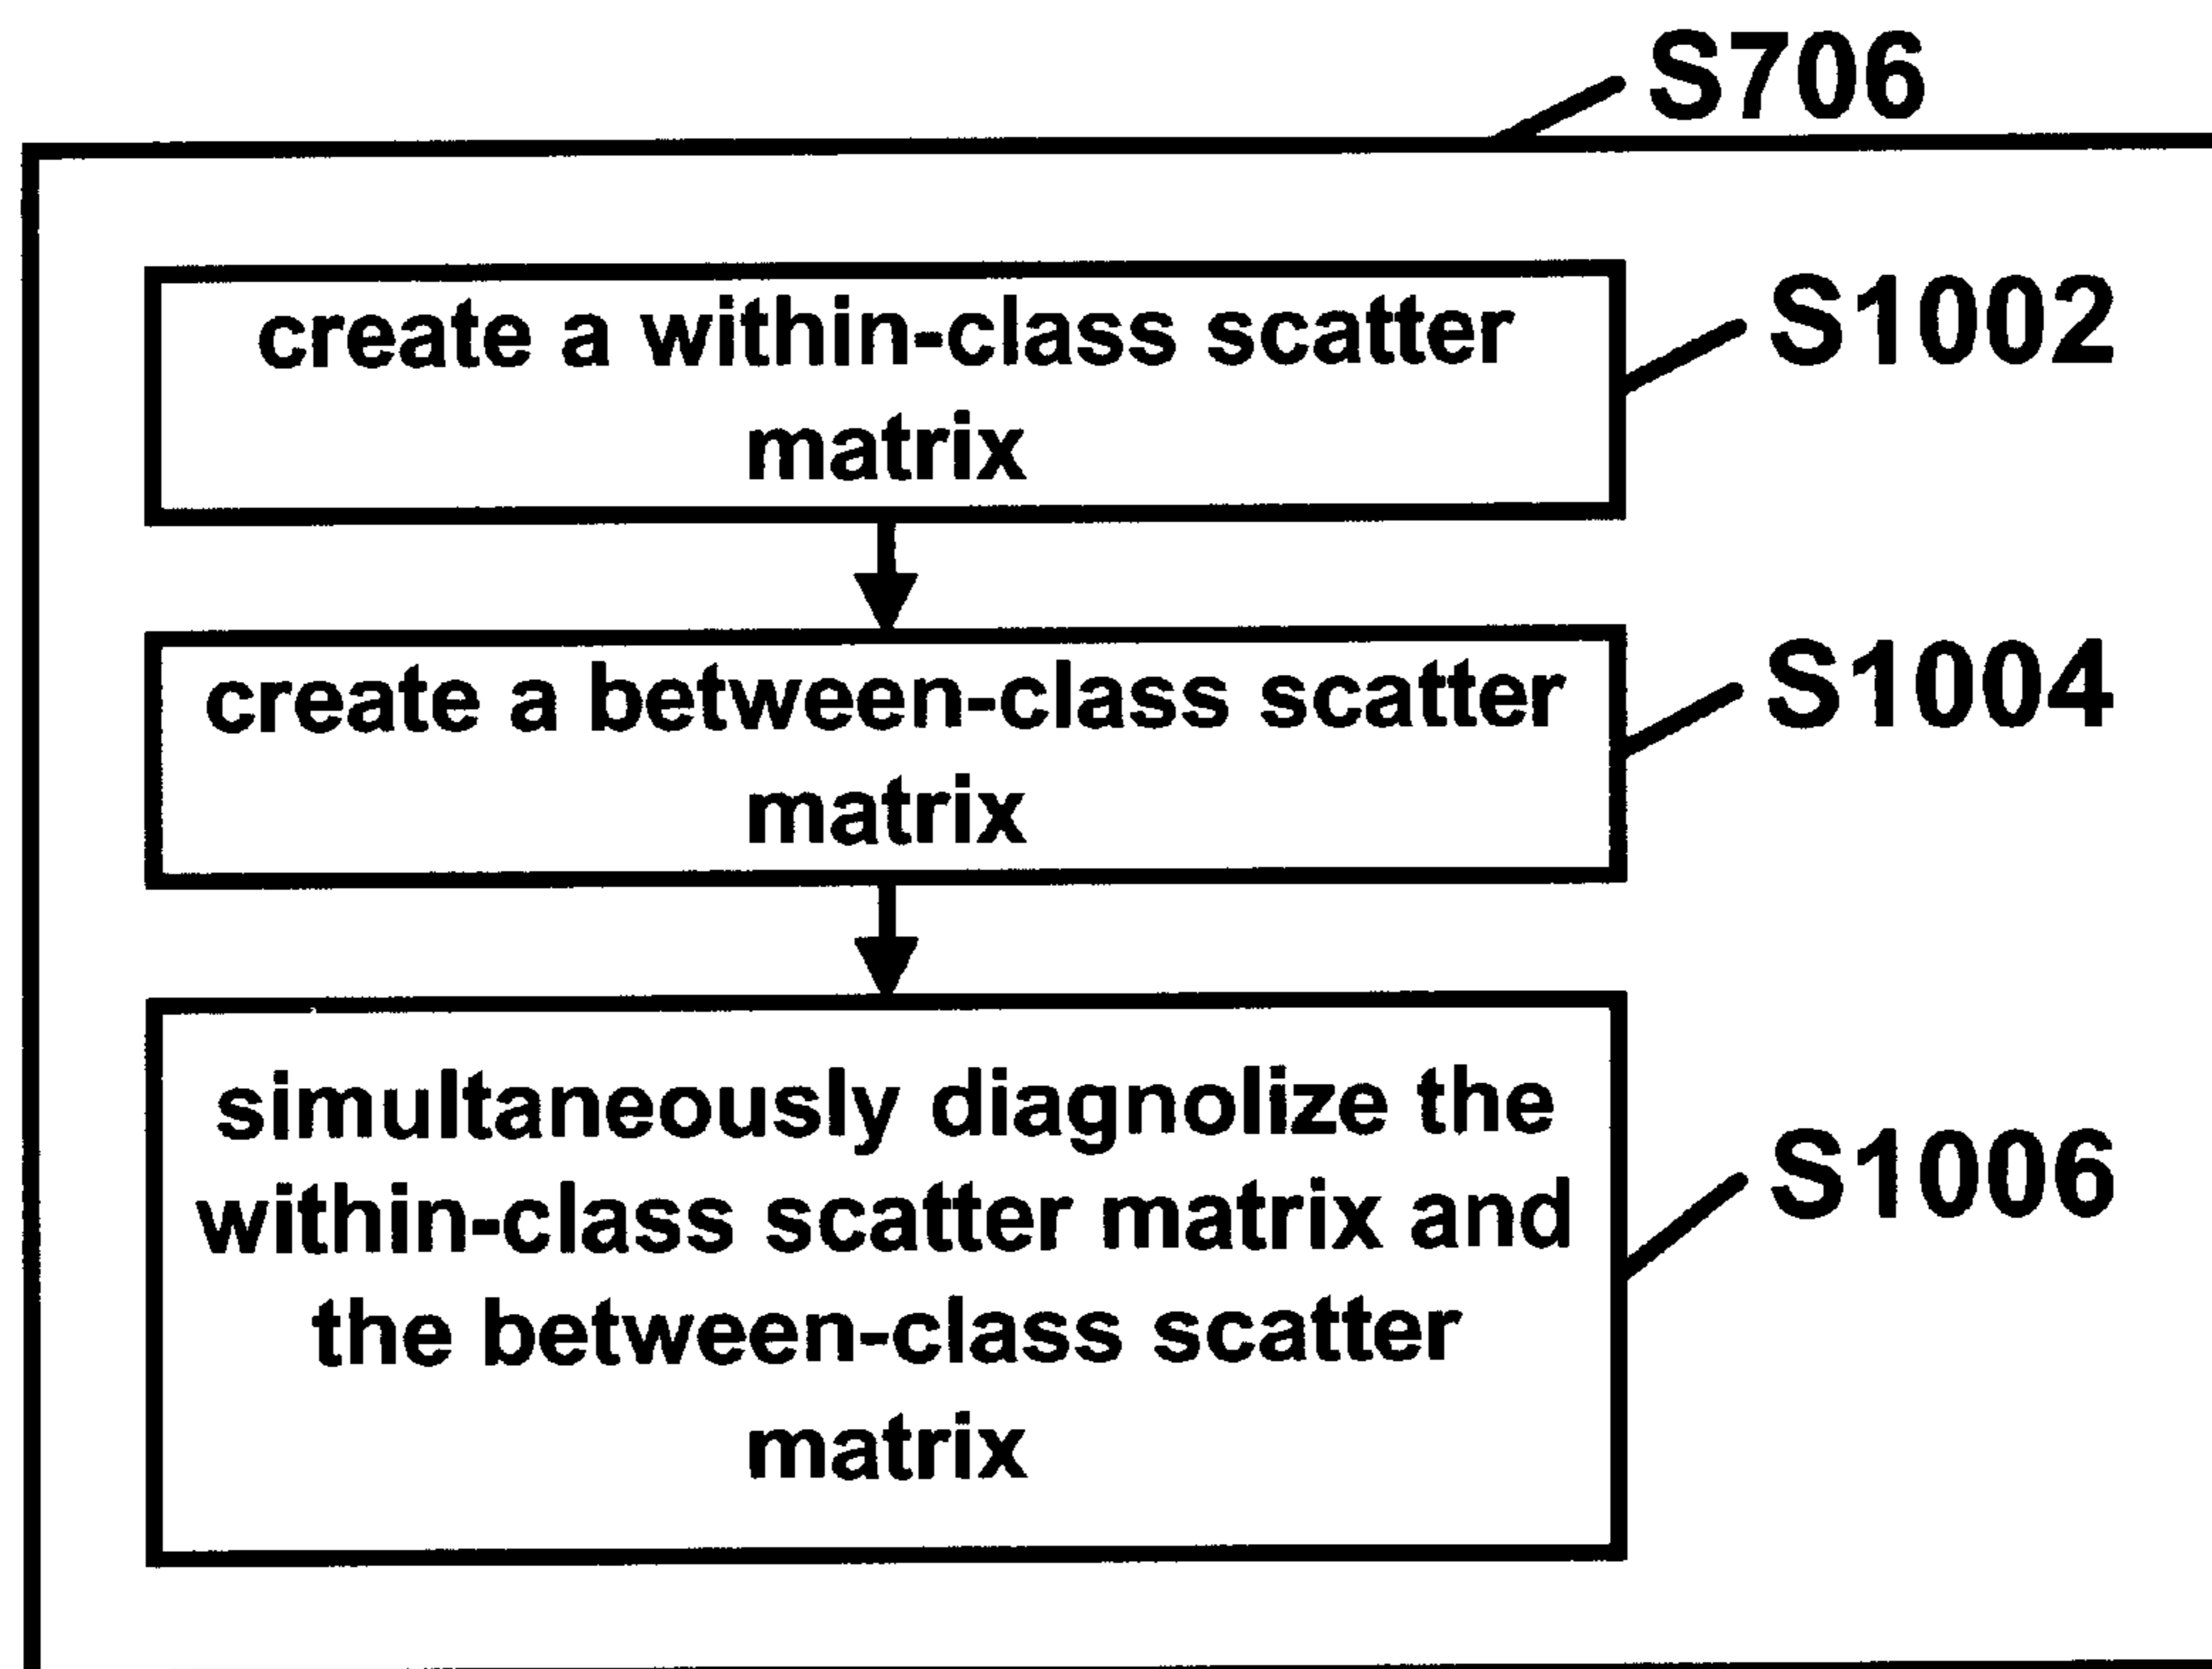 S706
create a within-class scatter
matrix
S1002
create a between-class scatter
matrix
S1004
simultaneously diagnolize the
within-class scatter matrix and
the between-class scatter
matrix
S1006